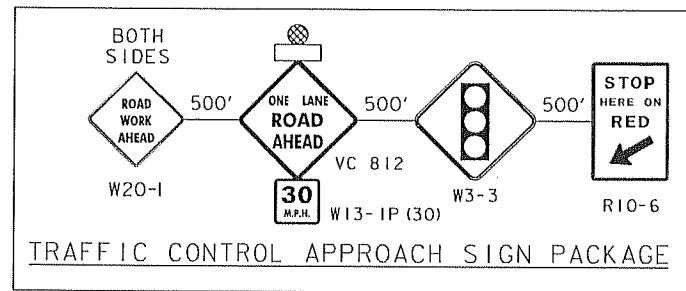 BOTH
SIDES
ROAD
WORK
AHEAD
W20-1
500'
ONE LANE
ROAD
AHEAD
VC 812
30
M.P.H.
W13-1P (30)
500'
W3-3
500'
STOP
HERE ON
RED
R10-6
TRAFFIC CONTROL APPROACH SIGN PACKAGE